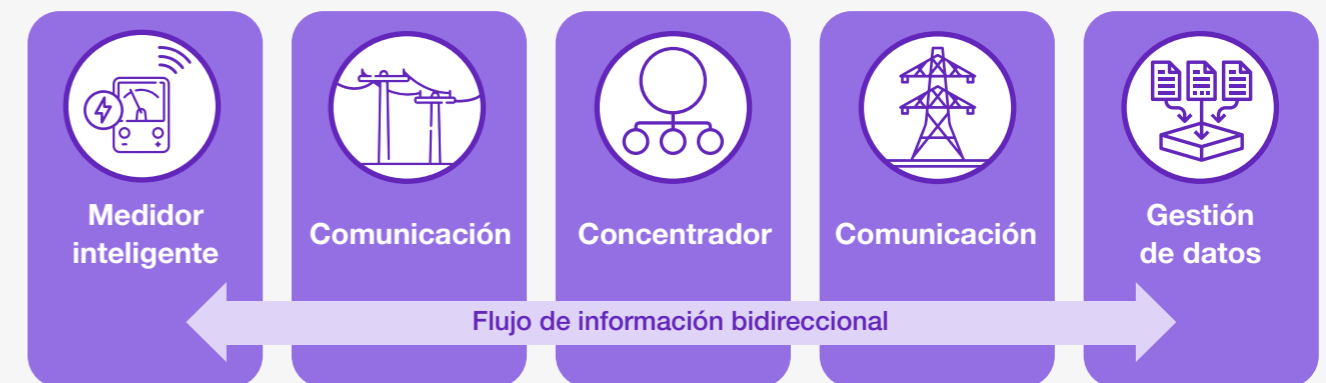 Medidor
inteligente
Comunicación
Concentrador
Comunicación
Gestión
de datos
Flujo de información bidireccional